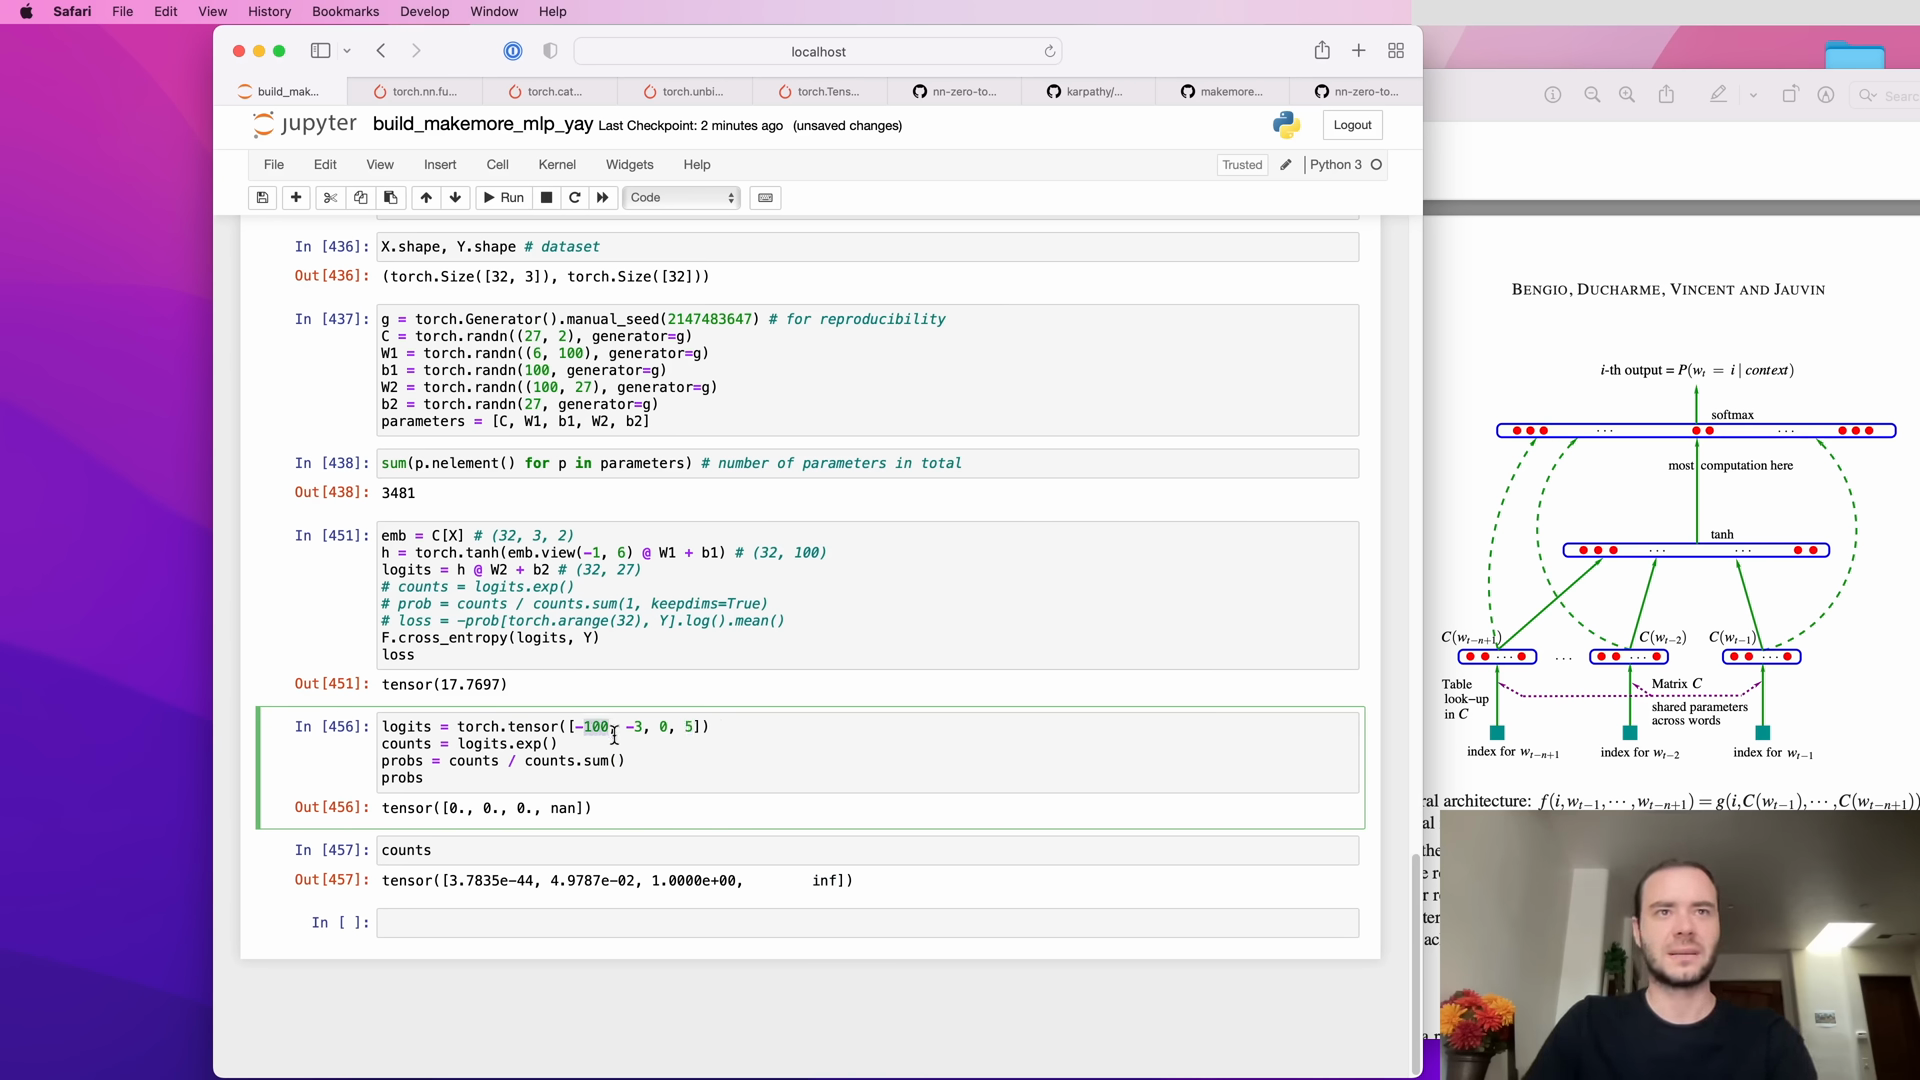 Safari File Edit View History Bookmarks Develop Window Help
localhost
build_mak... torch.nn.fu... torch.cat... torch.unbi... torch.Tens... nn-zero-to... karpathy/... makemore... nn-zero-to...
Searc
jupyter build_makemore_mlp_yay Last Checkpoint: 2 minutes ago (unsaved changes) Logout
File Edit View Insert Cell Kernel Widgets Help Trusted Python 3
Run Code
In [436]: X.shape, Y.shape # dataset
Out[436]: (torch.Size([32, 3]), torch.Size([32]))
In [437]: g = torch.Generator().manual_seed(2147483647) # for reproducibility
C = torch.randn((27, 2), generator=g)
W1 = torch.randn((6, 100), generator=g)
b1 = torch.randn(100, generator=g)
W2 = torch.randn((100, 27), generator=g)
b2 = torch.randn(27, generator=g)
parameters = [C, W1, b1, W2, b2]
In [438]: sum(p.nelement() for p in parameters) # number of parameters in total
Out[438]: 3481
In [451]: emb = C[X] # (32, 3, 2)
h = torch.tanh(emb.view(-1, 6) @ W1 + b1) # (32, 100)
logits = h @ W2 + b2 # (32, 27)
# counts = logits.exp()
# prob = counts / counts.sum(1, keepdims=True)
# loss = -prob[torch.arange(32), Y].log().mean()
F.cross_entropy(logits, Y)
loss
Out[451]: tensor(17.7697)
In [456]: logits = torch.tensor([-100, -3, 0, 5])
counts = logits.exp()
probs = counts / counts.sum()
probs
Out[456]: tensor([0., 0., 0., nan])
In [457]: counts
Out[457]: tensor([3.7835e-44, 4.9787e-02, 1.0000e+00, inf])
In [ ]:
BENGIO, DUCHARME, VINCENT AND JAUVIN
i-th output = P(w_t = i | context)
softmax
. . . . . .
most computation here
tanh
. . . . . .
C(w_{t−n+1}) C(w_{t−2}) C(w_{t−1})
. . . . . . . . . . . .
Table look−up in C
Matrix C
shared parameters across words
index for w_{t−n+1} index for w_{t−2} index for w_{t−1}
ral architecture: f(i, w_{t−1}, ··· , w_{t−n+1}) = g(i, C(w_{t−1}), ··· , C(w_{t−n+1}))
al
the
e r
r r
ter
ac